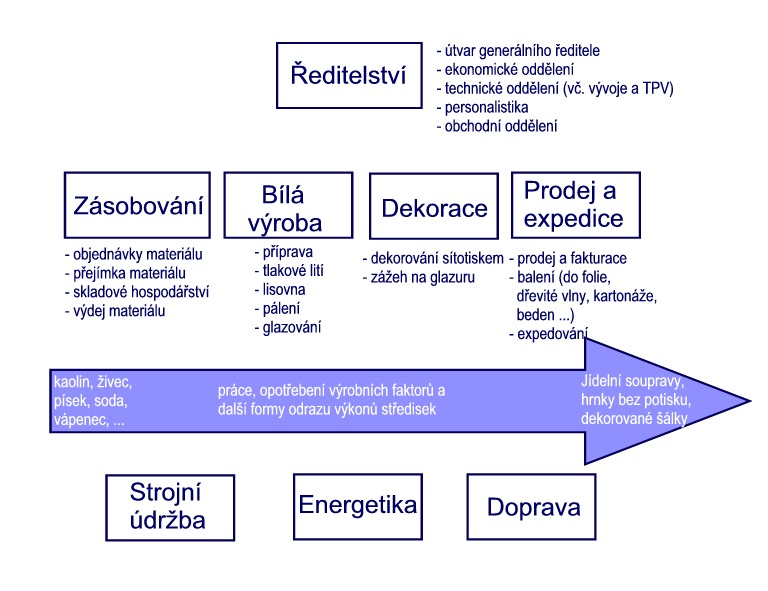 Ředitelství
- útvar generálního ředitele
- ekonomické oddělení
- technické oddělení (vč. vývoje a TPV)
- personalistika
- obchodní oddělení
Zásobování
- objednávky materiálu
- přejímka materiálu
- skladové hospodářství
- výdej materiálu
Bílá
výroba
- příprava
- tlakové lití
- lisovna
- pálení
- glazování
Dekorace
- dekorování sítotiskem
- zážeh na glazuru
Prodej a
expedice
- prodej a fakturace
- balení (do folie,
dřevité vlny, kartonáže,
beden ...)
- expedování
kaolin, živec,
písek, soda,
vápenec, ...
práce, opotřebení výrobních faktorů a
další formy odrazu výkonů středisek
Jídelní soupravy,
hrnky bez potisku,
dekorované šálky
Strojní
údržba
Energetika
Doprava